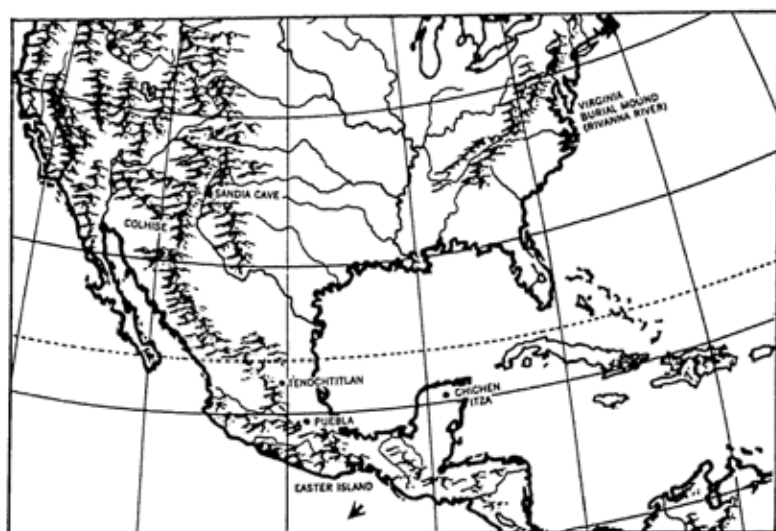 VIRGINIA
BURIAL MOUND
(RIVANNA RIVER)
SANDIA CAVE
COLHISE
TENOCHTITLAN
CHICHEN
ITZA
PUEBLA
EASTER ISLAND